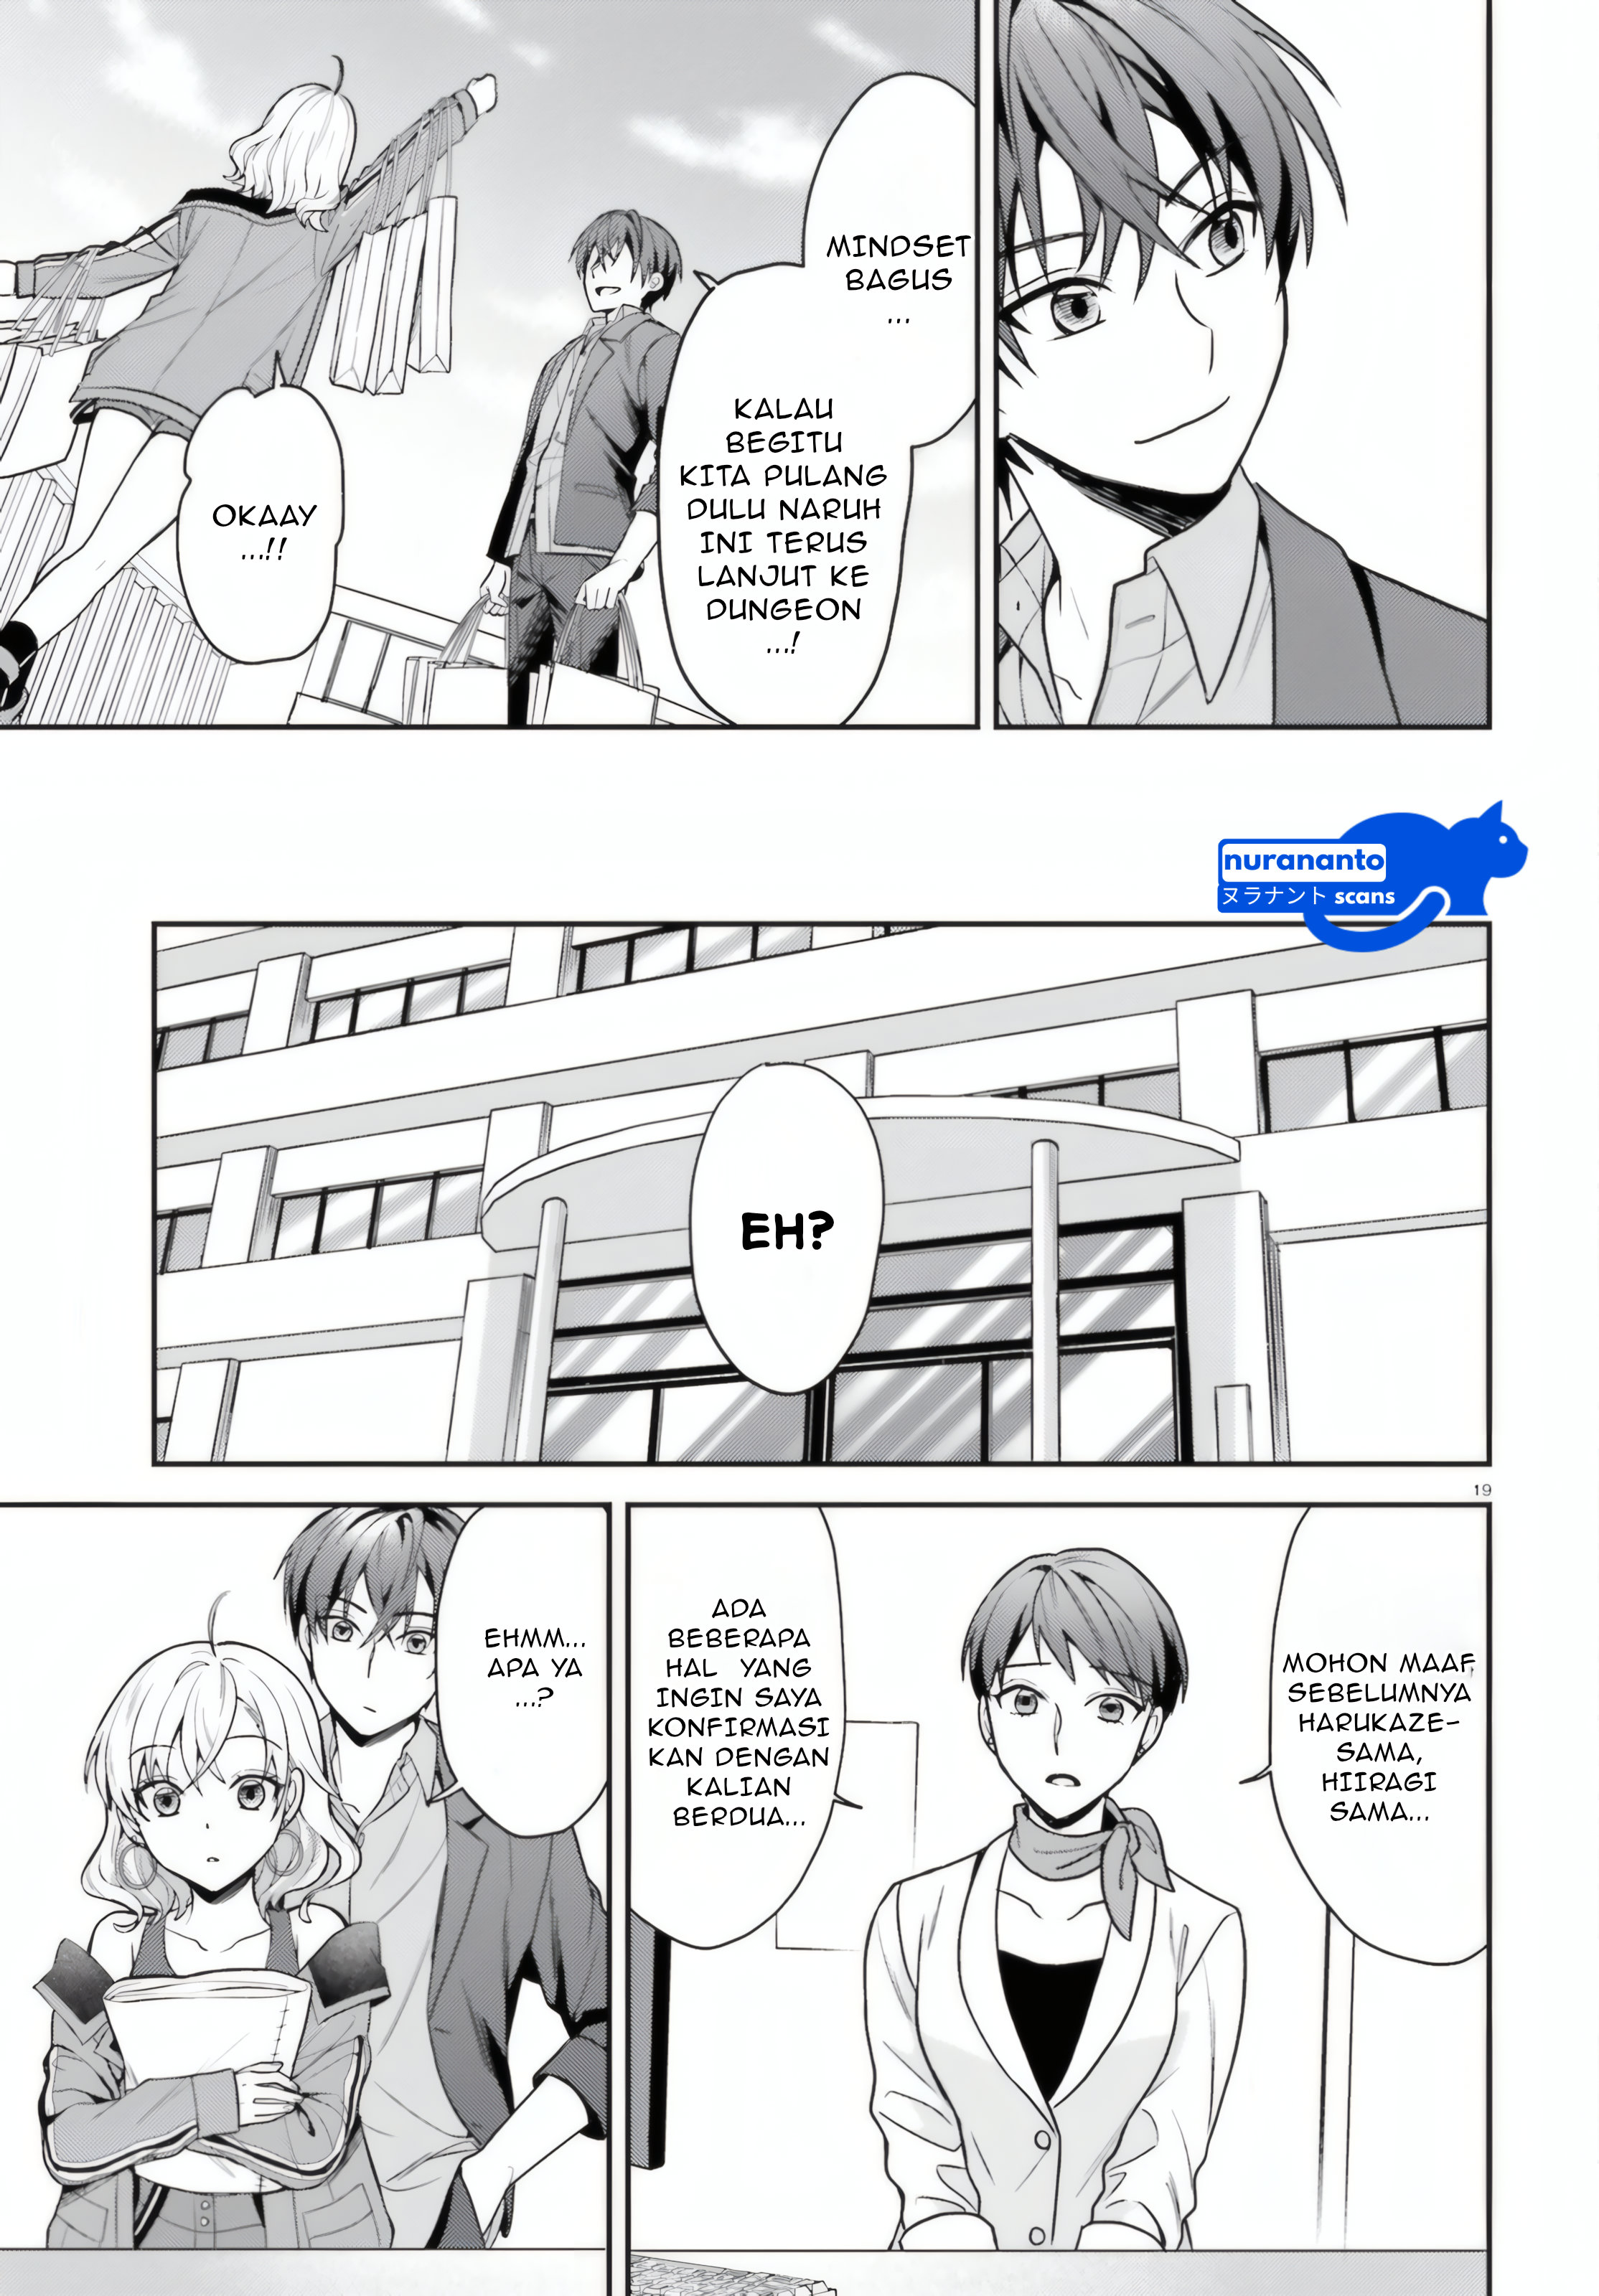 MINDSET
BAGUS
...
KALAU
BEGITU
KITA PULANG
DULU NARUH
INI TERUS
LANJUT KE
DUNGEON
...!
OKAAY
...!!
nurananto
ヌラナント scans
EH?
19
MOHON MAAF
SEBELUMNYA
HARUKAZE-
SAMA,
HIIRAGI
SAMA...
ADA
BEBERAPA
HAL YANG
INGIN SAYA
KONFIRMASI
KAN DENGAN
KALIAN
BERDUA...
EHMM...
APA YA
...?